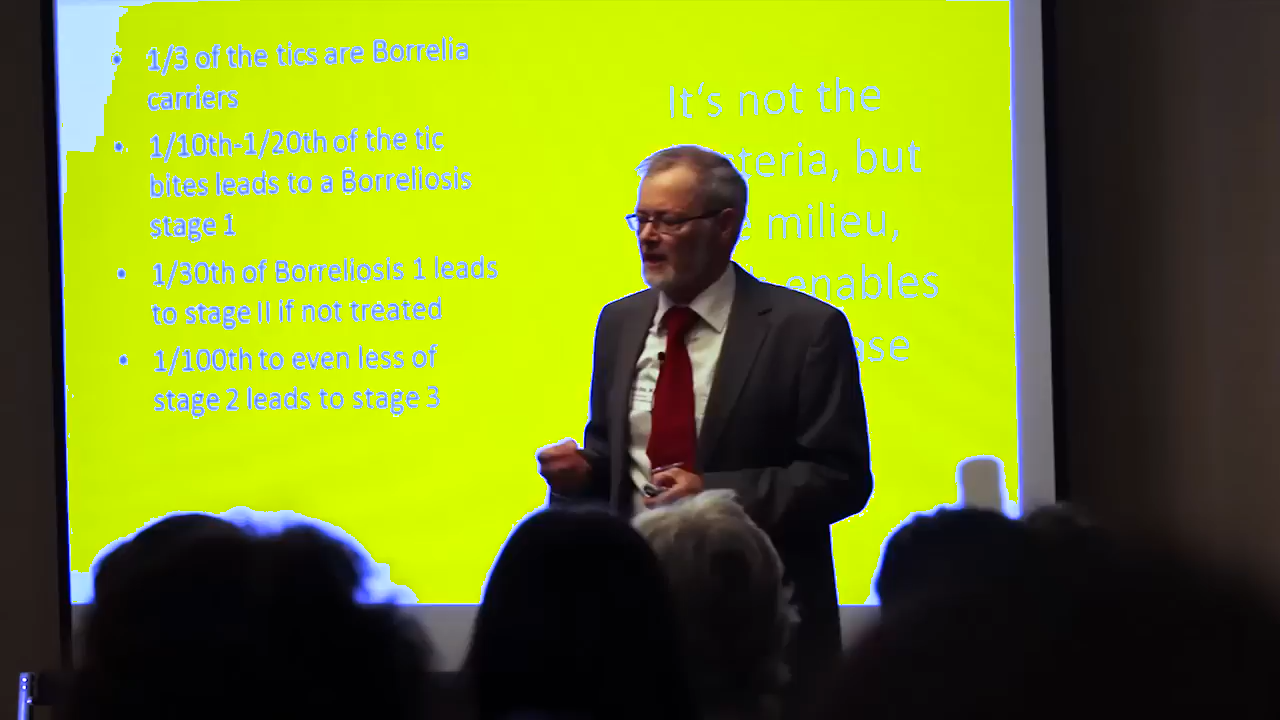 1/3 of the tics are Borrelia
carriers
1/10th-1/20th of the tic
bites leads to a Borreliosis
stage 1
1/30th of Borreliosis 1 leads
to stage II if not treated
1/100th to even less of
stage 2 leads to stage 3
It's not the
but
milieu,
enables